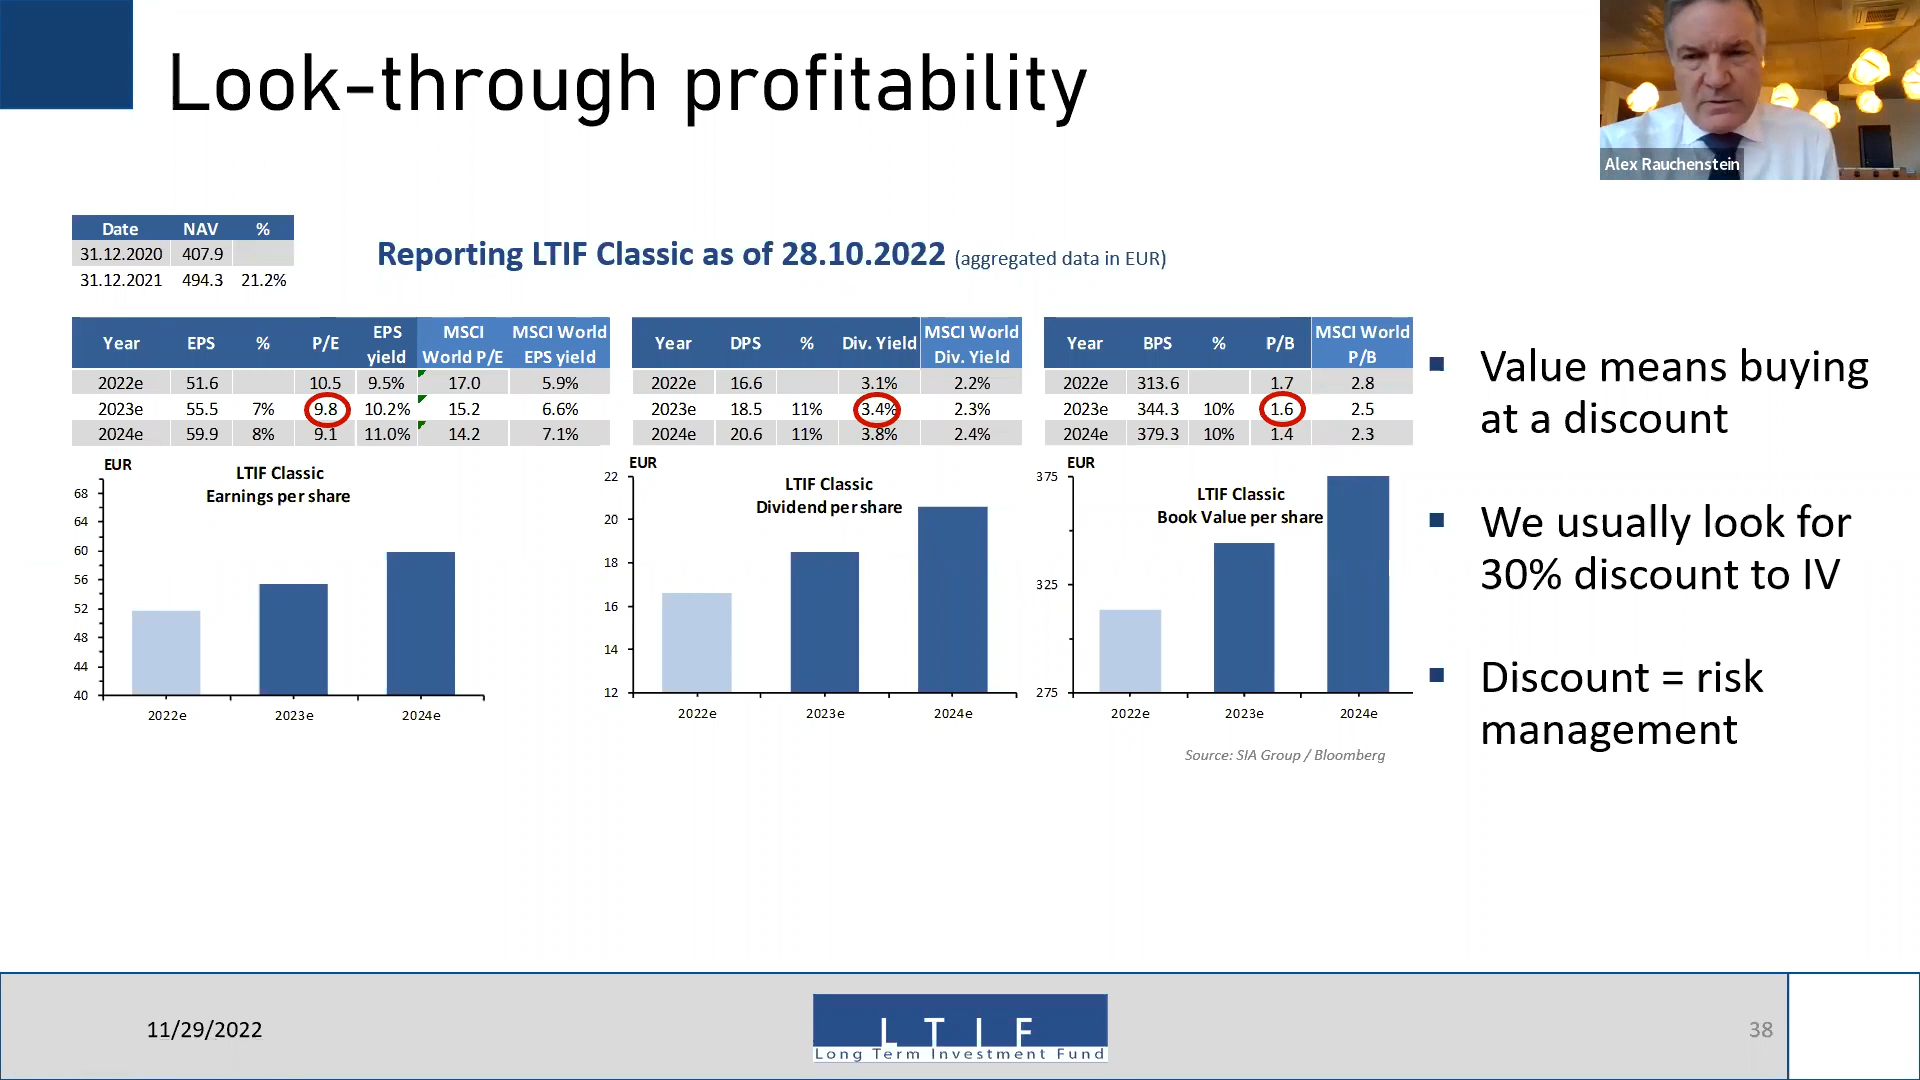 Look-through profitability
Alex Rauchenstein
Date NAV %
31.12.2020 407.9
31.12.2021 494.3 21.2%
Reporting LTIF Classic as of 28.10.2022 (aggregated data in EUR)
Year EPS % P/E EPS yield MSCI World P/E MSCI World EPS yield
2022e 51.6 10.5 9.5% 17.0 5.9%
2023e 55.5 7% 9.8 10.2% 15.2 6.6%
2024e 59.9 8% 9.1 11.0% 14.2 7.1%
Year DPS % Div. Yield MSCI World Div. Yield
2022e 16.6 3.1% 2.2%
2023e 18.5 11% 3.4% 2.3%
2024e 20.6 11% 3.8% 2.4%
Year BPS % P/B MSCI World P/B
2022e 313.6 1.7 2.8
2023e 344.3 10% 1.6 2.5
2024e 379.3 10% 1.4 2.3
EUR
LTIF Classic
Earnings per share
68
64
60
56
52
48
44
40
2022e 2023e 2024e
EUR
LTIF Classic
Dividend per share
22
20
18
16
14
12
2022e 2023e 2024e
EUR
LTIF Classic
Book Value per share
375
325
275
2022e 2023e 2024e
Source: SIA Group / Bloomberg
Value means buying
at a discount
We usually look for
30% discount to IV
Discount = risk
management
11/29/2022
LTIF
Long Term Investment Fund
38